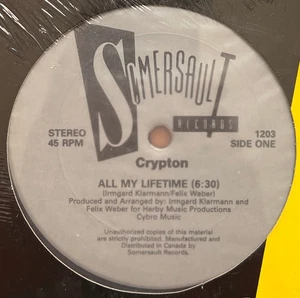 SOMERSAULT
RECORDS
STEREO
45 RPM
1203
SIDE ONE
Crypton
ALL MY LIFETIME (6:30)
(Irmgard Klarmann/Felix Weber)
Produced and Arranged by: Irmgard Klarmann and
Felix Weber for Herby Music Productions
Cybro Music
Unauthorized copies of this material
are strictly prohibited. Manufactured and
Distributed in Canada by
Somersault Records.